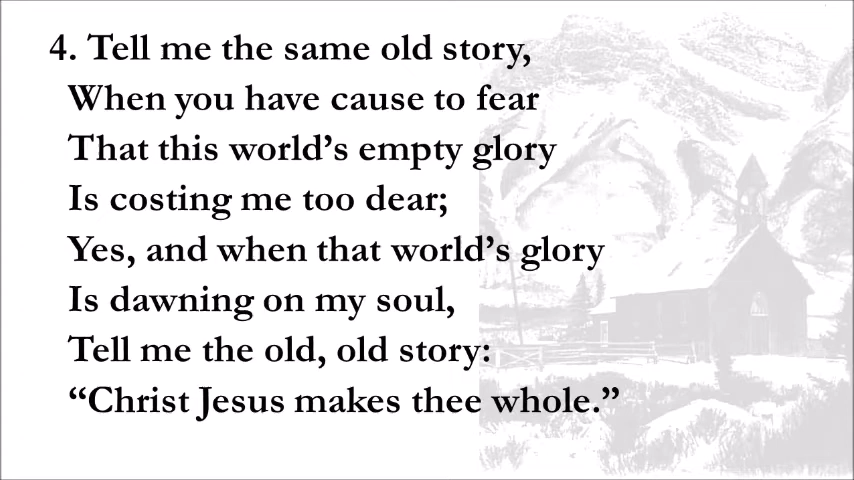 4. Tell me the same old story,
When you have cause to fear
That this world’s empty glory
Is costing me too dear;
Yes, and when that world’s glory
Is dawning on my soul,
Tell me the old, old story:
“Christ Jesus makes thee whole.”